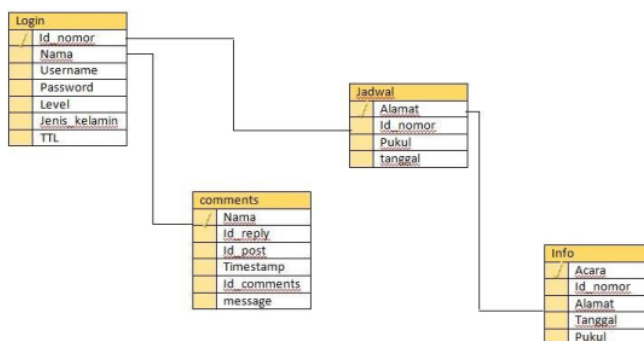 Login
Id_nomor
Nama
Username
Password
Level
Jenis_kelamin
TTL
Jadwal
Alamat
Id_nomor
Pukul
tanggal
comments
Nama
Id_reply
Id_post
Timestamp
Id_comments
message
Info
Acara
Id_nomor
Alamat
Tanggal
Pukul